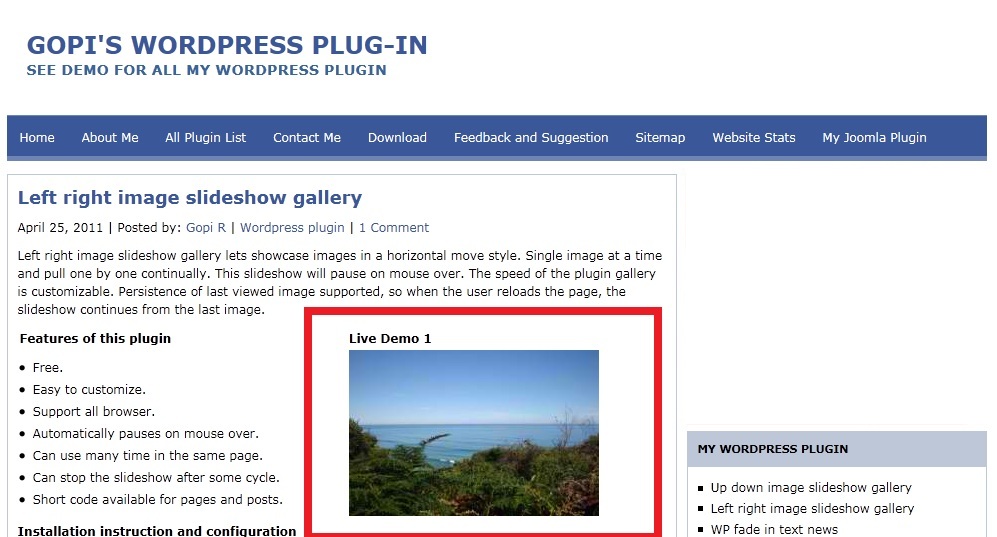 GOPI'S WORDPRESS PLUG-IN
SEE DEMO FOR ALL MY WORDPRESS PLUGIN
Home About Me All Plugin List Contact Me Download Feedback and Suggestion Sitemap Website Stats My Joomla Plugin
Left right image slideshow gallery
April 25, 2011 | Posted by: Gopi R | Wordpress plugin | 1 Comment
Left right image slideshow gallery lets showcase images in a horizontal move style. Single image at a time
and pull one by one continually. This slideshow will pause on mouse over. The speed of the plugin gallery
is customizable. Persistence of last viewed image supported, so when the user reloads the page, the
slideshow continues from the last image.
Features of this plugin
• Free.
• Easy to customize.
• Support all browser.
• Automatically pauses on mouse over.
• Can use many time in the same page.
• Can stop the slideshow after some cycle.
• Short code available for pages and posts.
Installation instruction and configuration
Live Demo 1
MY WORDPRESS PLUGIN
▪ Up down image slideshow gallery
▪ Left right image slideshow gallery
▪ WP fade in text news